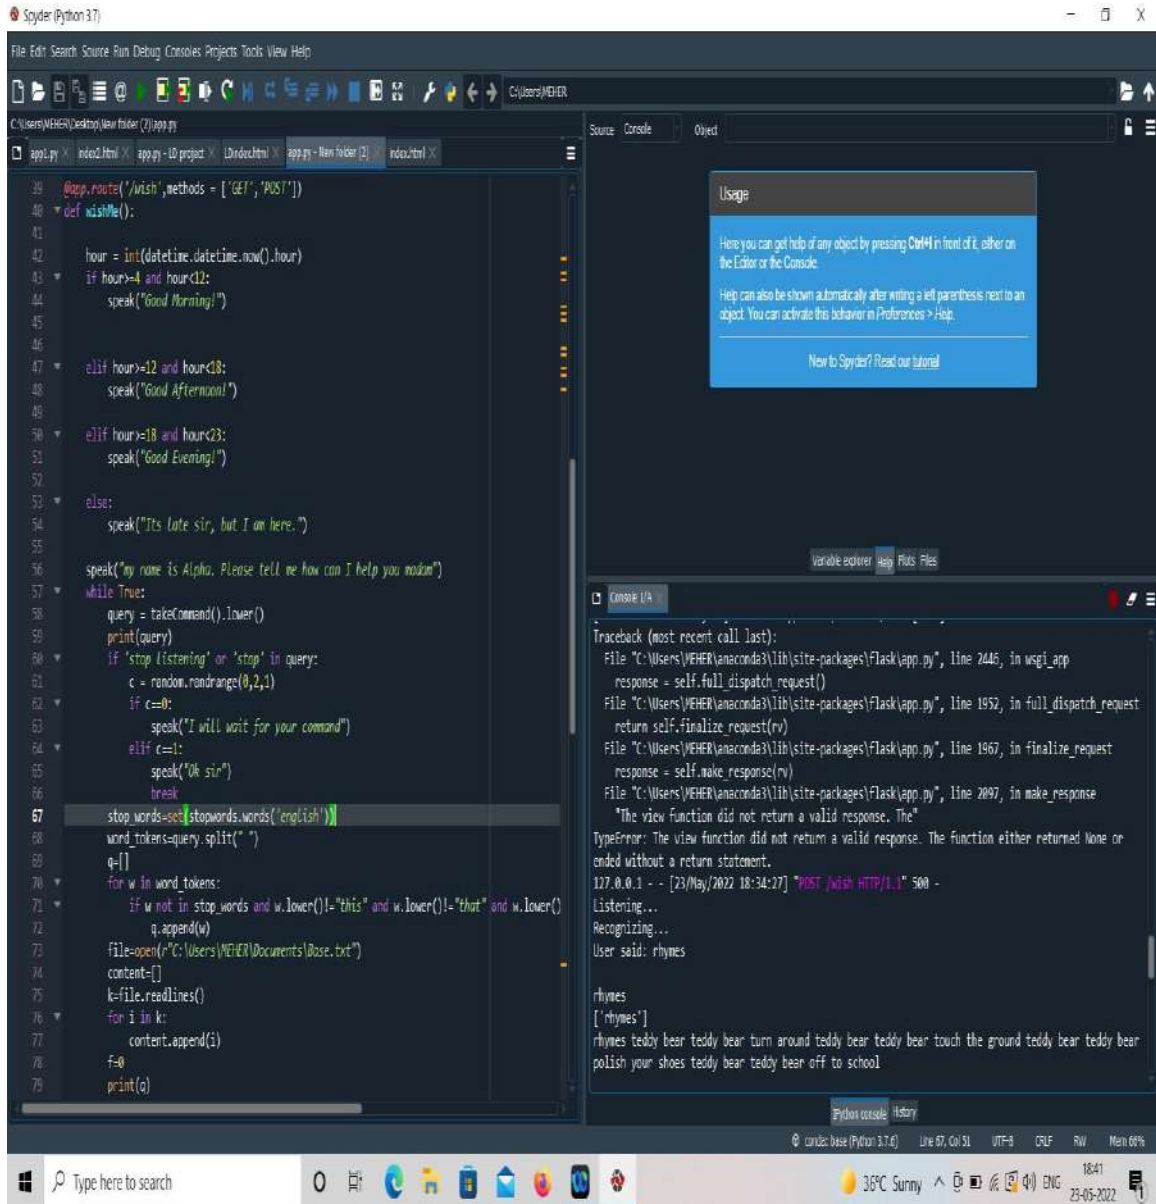 Spyder (Python 3.7)
File Edit Search Source Run Debug Consoles Projects Tools View Help
C:\Users\MEHER
C:\Users\MEHER\Desktop\New folder (2)\app.py
app1.py
index2.html
app.py - LD project
LDindex.html
app.py - New folder (2)
index.html
39 @app.route('/wish',methods = ['GET','POST'])
40 def wishMe():
41
42 hour = int(datetime.datetime.now().hour)
43 if hour>=4 and hour<12:
44 speak("Good Morning!")
45
46
47 elif hour>=12 and hour<18:
48 speak("Good Afternoon!")
49
50 elif hour>=18 and hour<23:
51 speak("Good Evening!")
52
53 else:
54 speak("Its late sir, but I am here.")
55
56 speak("my name is Alpha. Please tell me how can I help you madam")
57 while True:
58 query = takeCommand().lower()
59 print(query)
60 if 'stop listening' or 'stop' in query:
61 c = random.randrange(0,2,1)
62 if c==0:
63 speak("I will wait for your command")
64 elif c==1:
65 speak("Ok sir")
66 break
67 stop_words=set(stopwords.words('english'))
68 word_tokens=query.split(" ")
69 q=[]
70 for w in word_tokens:
71 if w not in stop_words and w.lower()!="this" and w.lower()!="that" and w.lower()
72 q.append(w)
73 file=open(r"C:\Users\MEHER\Documents\Base.txt")
74 content=[]
75 k=file.readlines()
76 for i in k:
77 content.append(i)
78 f=0
79 print(q)
Source Console Object
Usage
Here you can get help of any object by pressing Ctrl+I in front of it, either on
the Editor or the Console.
Help can also be shown automatically after writing a left parenthesis next to an
object. You can activate this behavior in Preferences > Help.
New to Spyder? Read our tutorial
Variable explorer Help Plots Files
Console 1/A
Traceback (most recent call last):
File "C:\Users\MEHER\anaconda3\lib\site-packages\flask\app.py", line 2446, in wsgi_app
response = self.full_dispatch_request()
File "C:\Users\MEHER\anaconda3\lib\site-packages\flask\app.py", line 1952, in full_dispatch_request
return self.finalize_request(rv)
File "C:\Users\MEHER\anaconda3\lib\site-packages\flask\app.py", line 1967, in finalize_request
response = self.make_response(rv)
File "C:\Users\MEHER\anaconda3\lib\site-packages\flask\app.py", line 2097, in make_response
"The view function did not return a valid response. The"
TypeError: The view function did not return a valid response. The function either returned None or
ended without a return statement.
127.0.0.1 - - [23/May/2022 18:34:27] "POST /wish HTTP/1.1" 500 -
Listening...
Recognizing...
User said: rhymes
rhymes
['rhymes']
rhymes teddy bear teddy bear turn around teddy bear teddy bear touch the ground teddy bear teddy bear
polish your shoes teddy bear teddy bear off to school
IPython console History
conda: base (Python 3.7.6) Line 67, Col 51 UTF-8 CRLF RW Mem 66%
Type here to search
36°C Sunny
ENG
18:41
23-05-2022